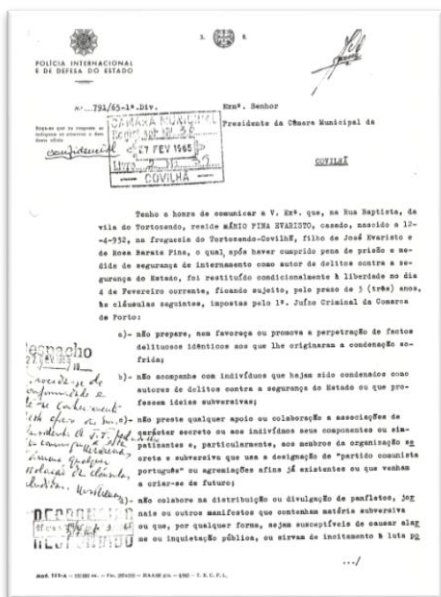 S. R.
POLÍCIA INTERNACIONAL
E DE DEFESA DO ESTADO
Nº 791/65-1ª.Div.
confidencial
CÂMARA MUNICIPAL
27 FEV 1965
COVILHÃ
Exmº. Senhor
Presidente da Câmara Municipal da
COVILHÃ
Tenho a honra de comunicar a V. Exª. que, na Rua Baptista, da
vila do Tortozendo, reside MÁRIO PINA EVARISTO, casado, nascido a 12-
-4-932, na freguesia do Tortozendo-Covilhã, filho de José Evaristo e
de Rosa Barata Pina, o qual, após haver cumprido pena de prisão e me-
dida de segurança de internamento como autor de delitos contra a se-
gurança do Estado, foi restituído condicionalmente à liberdade no dia
4 de Fevereiro corrente, ficando sujeito, pelo prazo de 3 (três) anos,
às cláusulas seguintes, impostas pelo 1º. Juízo Criminal da Comarca
do Porto:
a)- não prepare, nem favoreça ou promova a perpetração de factos
delituosos idênticos aos que lhe originaram a condenação so-
frida;
Despacho
b)- não acompanhe com indivíduos que hajam sido condenados como
autores de delitos contra a segurança do Estado ou que pro-
fessem ideias subversivas;
c)- não preste qualquer apoio ou colaboração a associações de
carácter secreto ou aos indivíduos seus componentes ou sim-
patizantes e, particularmente, aos membros da organização se
creta e subversiva que usa a designação de "partido comunista
português" ou agremiações afins já existentes ou que venham
a criar-se de futuro;
d)- não colabore na distribuição ou divulgação de panfletos, jor
nais ou outros manifestos que contenham matéria subversiva
ou que, por qualquer forma, sejam susceptíveis de causar alar
me ou inquietação pública, ou sirvam de incitamento à luta po
RESPONDIDO
.../